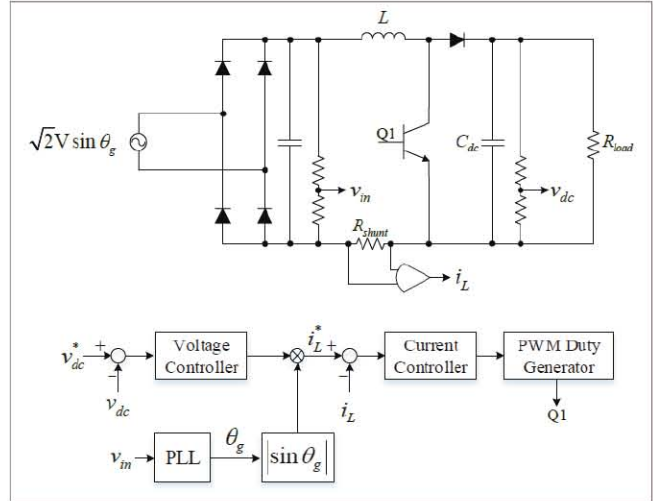 L
√2V sin θg
Q1
Cdc
Rload
vin
vdc
Rshunt
iL
v*dc
+
−
vdc
Voltage
Controller
i*L
+
−
iL
Current
Controller
PWM Duty
Generator
Q1
vin
PLL
θg
|sin θg|